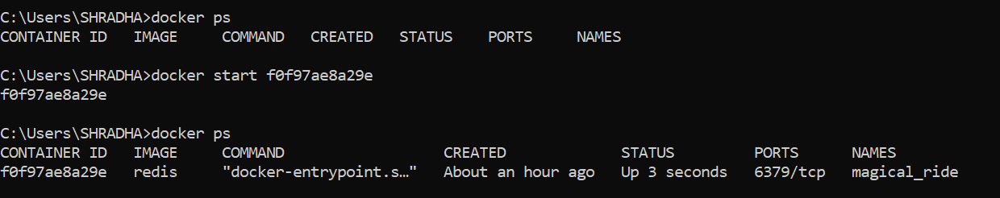 C:\Users\SHRADHA>docker ps
CONTAINER ID   IMAGE     COMMAND   CREATED   STATUS    PORTS     NAMES
C:\Users\SHRADHA>docker start f0f97ae8a29e
f0f97ae8a29e
C:\Users\SHRADHA>docker ps
CONTAINER ID   IMAGE     COMMAND                  CREATED             STATUS         PORTS      NAMES
f0f97ae8a29e   redis     "docker-entrypoint.s…"   About an hour ago   Up 3 seconds   6379/tcp   magical_ride